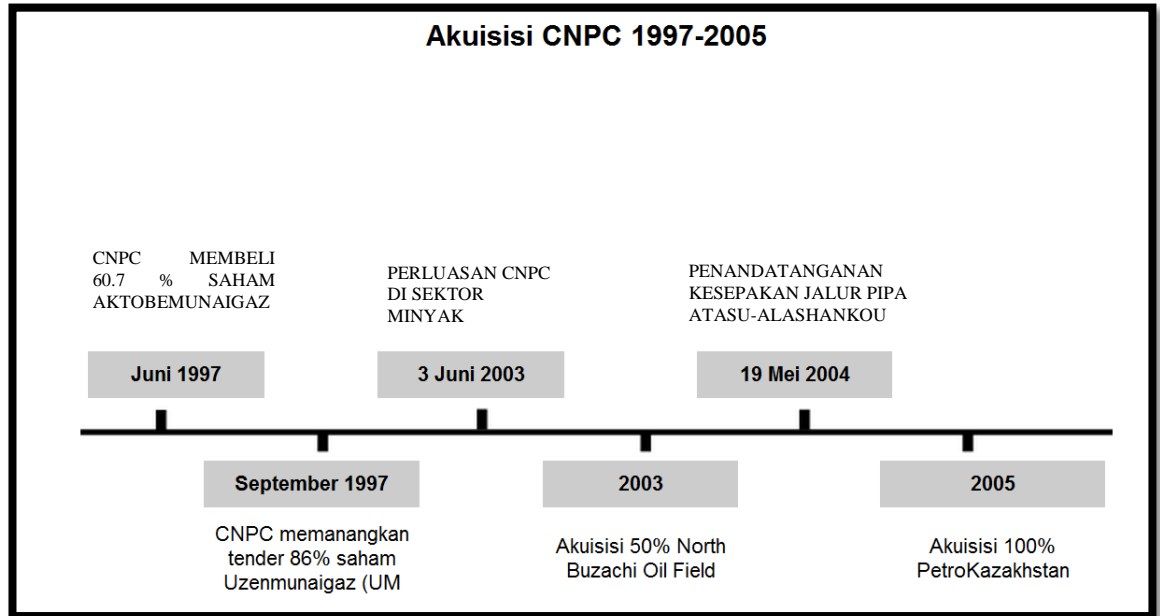 Akuisisi CNPC 1997-2005
CNPC MEMBELI
60.7 % SAHAM
AKTOBEMUNAIGAZ
PERLUASAN CNPC
DI SEKTOR
MINYAK
PENANDATANGANAN
KESEPAKAN JALUR PIPA
ATASU-ALASHANKOU
Juni 1997
3 Juni 2003
19 Mei 2004
September 1997
2003
2005
CNPC memanangkan
tender 86% saham
Uzenmunaigaz (UM
Akuisisi 50% North
Buzachi Oil Field
Akuisisi 100%
PetroKazakhstan